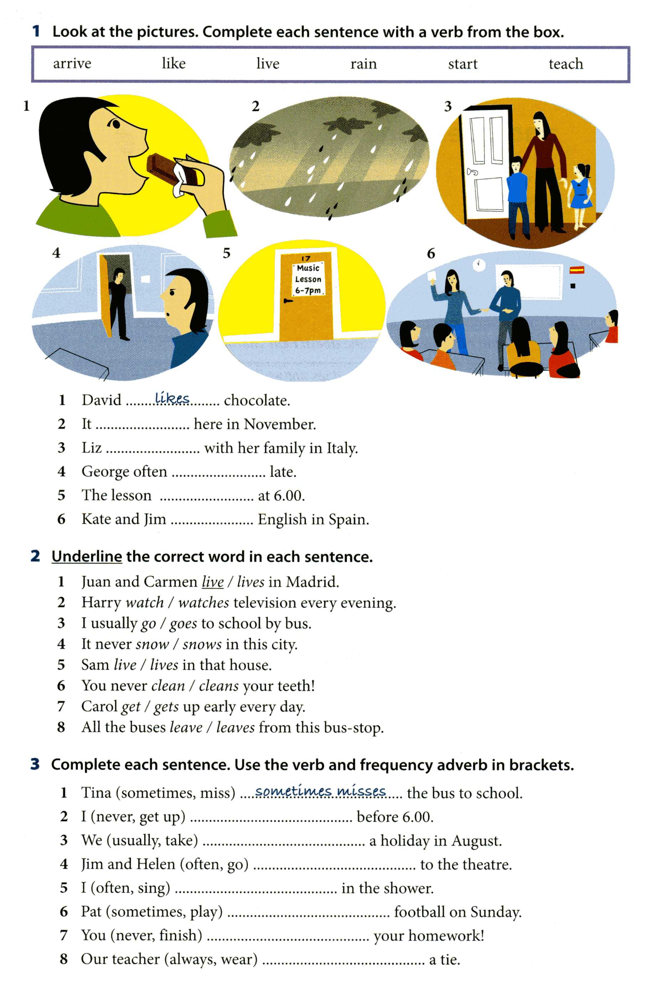 1 Look at the pictures. Complete each sentence with a verb from the box.
arrive like live rain start teach
1
2
3
4
5
17
Music
Lesson
6-7pm
6
1 David ........likes........ chocolate.
2 It ......................... here in November.
3 Liz ......................... with her family in Italy.
4 George often ......................... late.
5 The lesson ......................... at 6.00.
6 Kate and Jim ...................... English in Spain.
2 Underline the correct word in each sentence.
1 Juan and Carmen live / lives in Madrid.
2 Harry watch / watches television every evening.
3 I usually go / goes to school by bus.
4 It never snow / snows in this city.
5 Sam live / lives in that house.
6 You never clean / cleans your teeth!
7 Carol get / gets up early every day.
8 All the buses leave / leaves from this bus-stop.
3 Complete each sentence. Use the verb and frequency adverb in brackets.
1 Tina (sometimes, miss) ....sometimes misses.... the bus to school.
2 I (never, get up) ........................................... before 6.00.
3 We (usually, take) ........................................... a holiday in August.
4 Jim and Helen (often, go) ........................................... to the theatre.
5 I (often, sing) ........................................... in the shower.
6 Pat (sometimes, play) ........................................... football on Sunday.
7 You (never, finish) ........................................... your homework!
8 Our teacher (always, wear) ........................................... a tie.